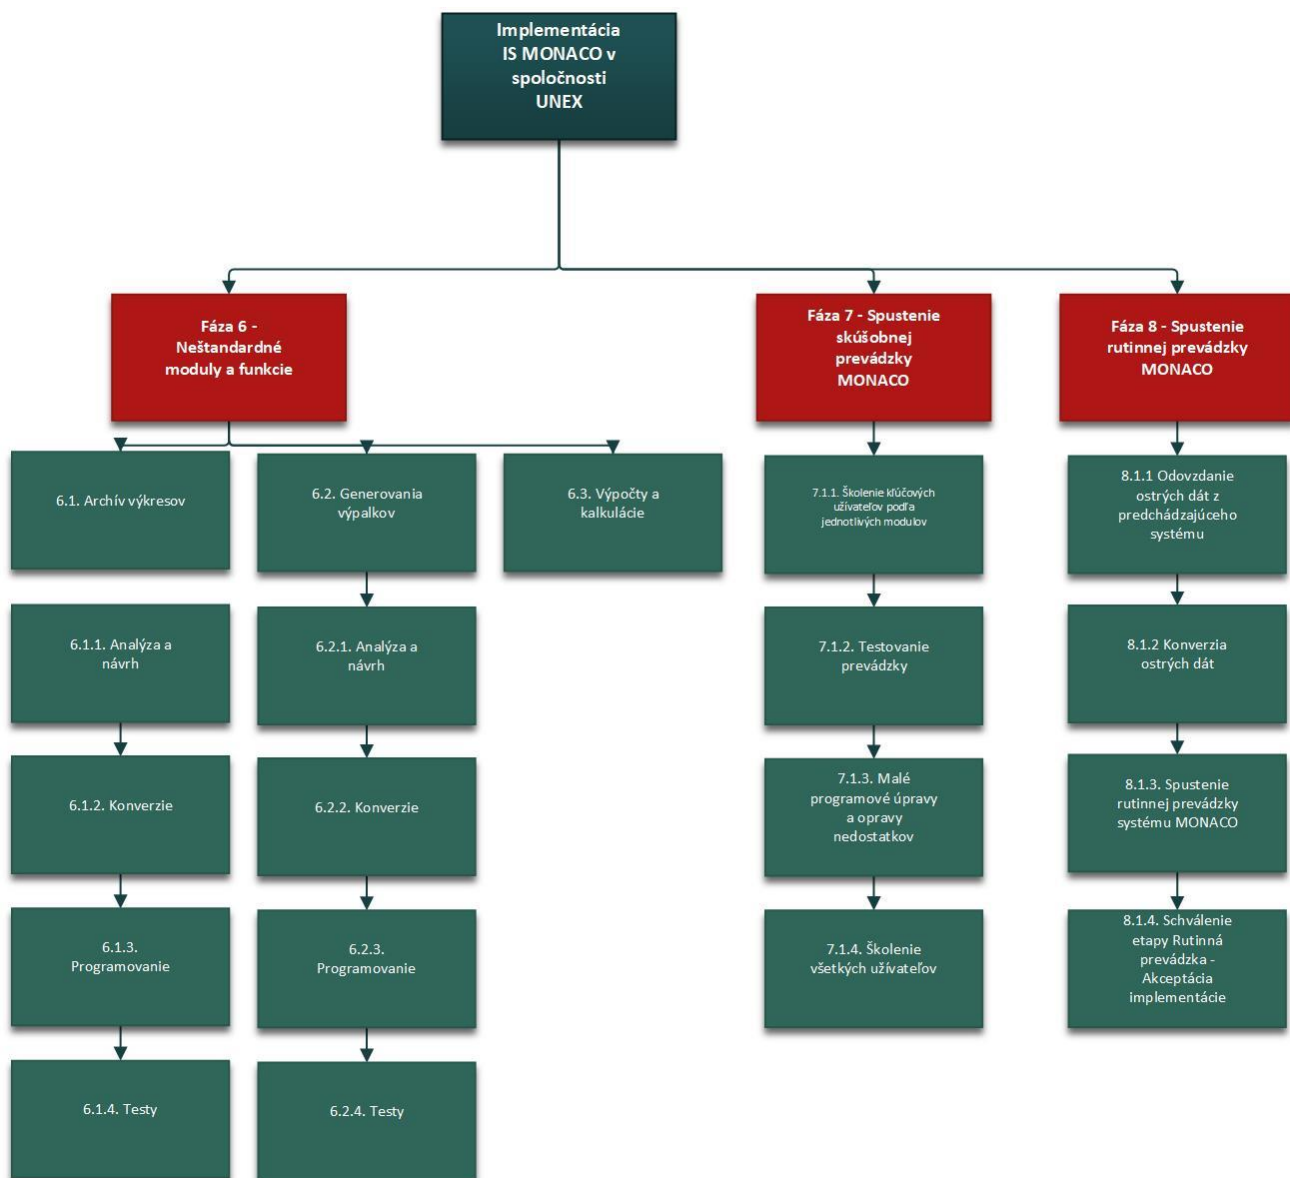 Implementácia
IS MONACO v
spoločnosti
UNEX
Fáza 6 -
Neštandardné
moduly a funkcie
Fáza 7 - Spustenie
skúšobnej
prevádzky
MONACO
Fáza 8 - Spustenie
rutinnej prevádzky
MONACO
6.1. Archív výkresov
6.2. Generovania
výpalkov
6.3. Výpočty a
kalkulácie
7.1.1. Školenie kľúčových
užívateľov podľa
jednotlivých modulov
8.1.1 Odovzdanie
ostrých dát z
predchádzajúceho
systému
6.1.1. Analýza a
návrh
6.2.1. Analýza a
návrh
7.1.2. Testovanie
prevádzky
8.1.2 Konverzia
ostrých dát
6.1.2. Konverzie
6.2.2. Konverzie
7.1.3. Malé
programové úpravy
a opravy
nedostatkov
8.1.3. Spustenie
rutinnej prevádzky
systému MONACO
6.1.3.
Programovanie
6.2.3.
Programovanie
7.1.4. Školenie
všetkých užívateľov
8.1.4. Schválenie
etapy Rutinná
prevádzka -
Akceptácia
implementácie
6.1.4. Testy
6.2.4. Testy